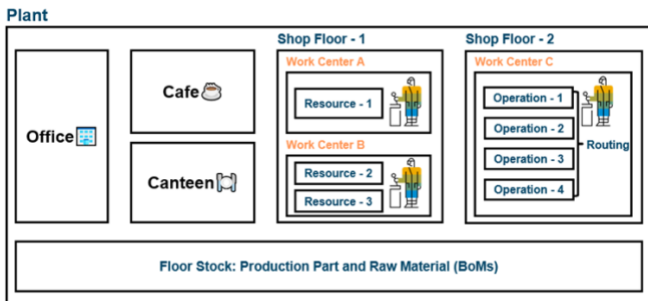 Plant
Office
Cafe
Canteen
Shop Floor - 1
Work Center A
Resource - 1
Work Center B
Resource - 2
Resource - 3
Shop Floor - 2
Work Center C
Operation - 1
Operation - 2
Operation - 3
Operation - 4
Routing
Floor Stock: Production Part and Raw Material (BoMs)